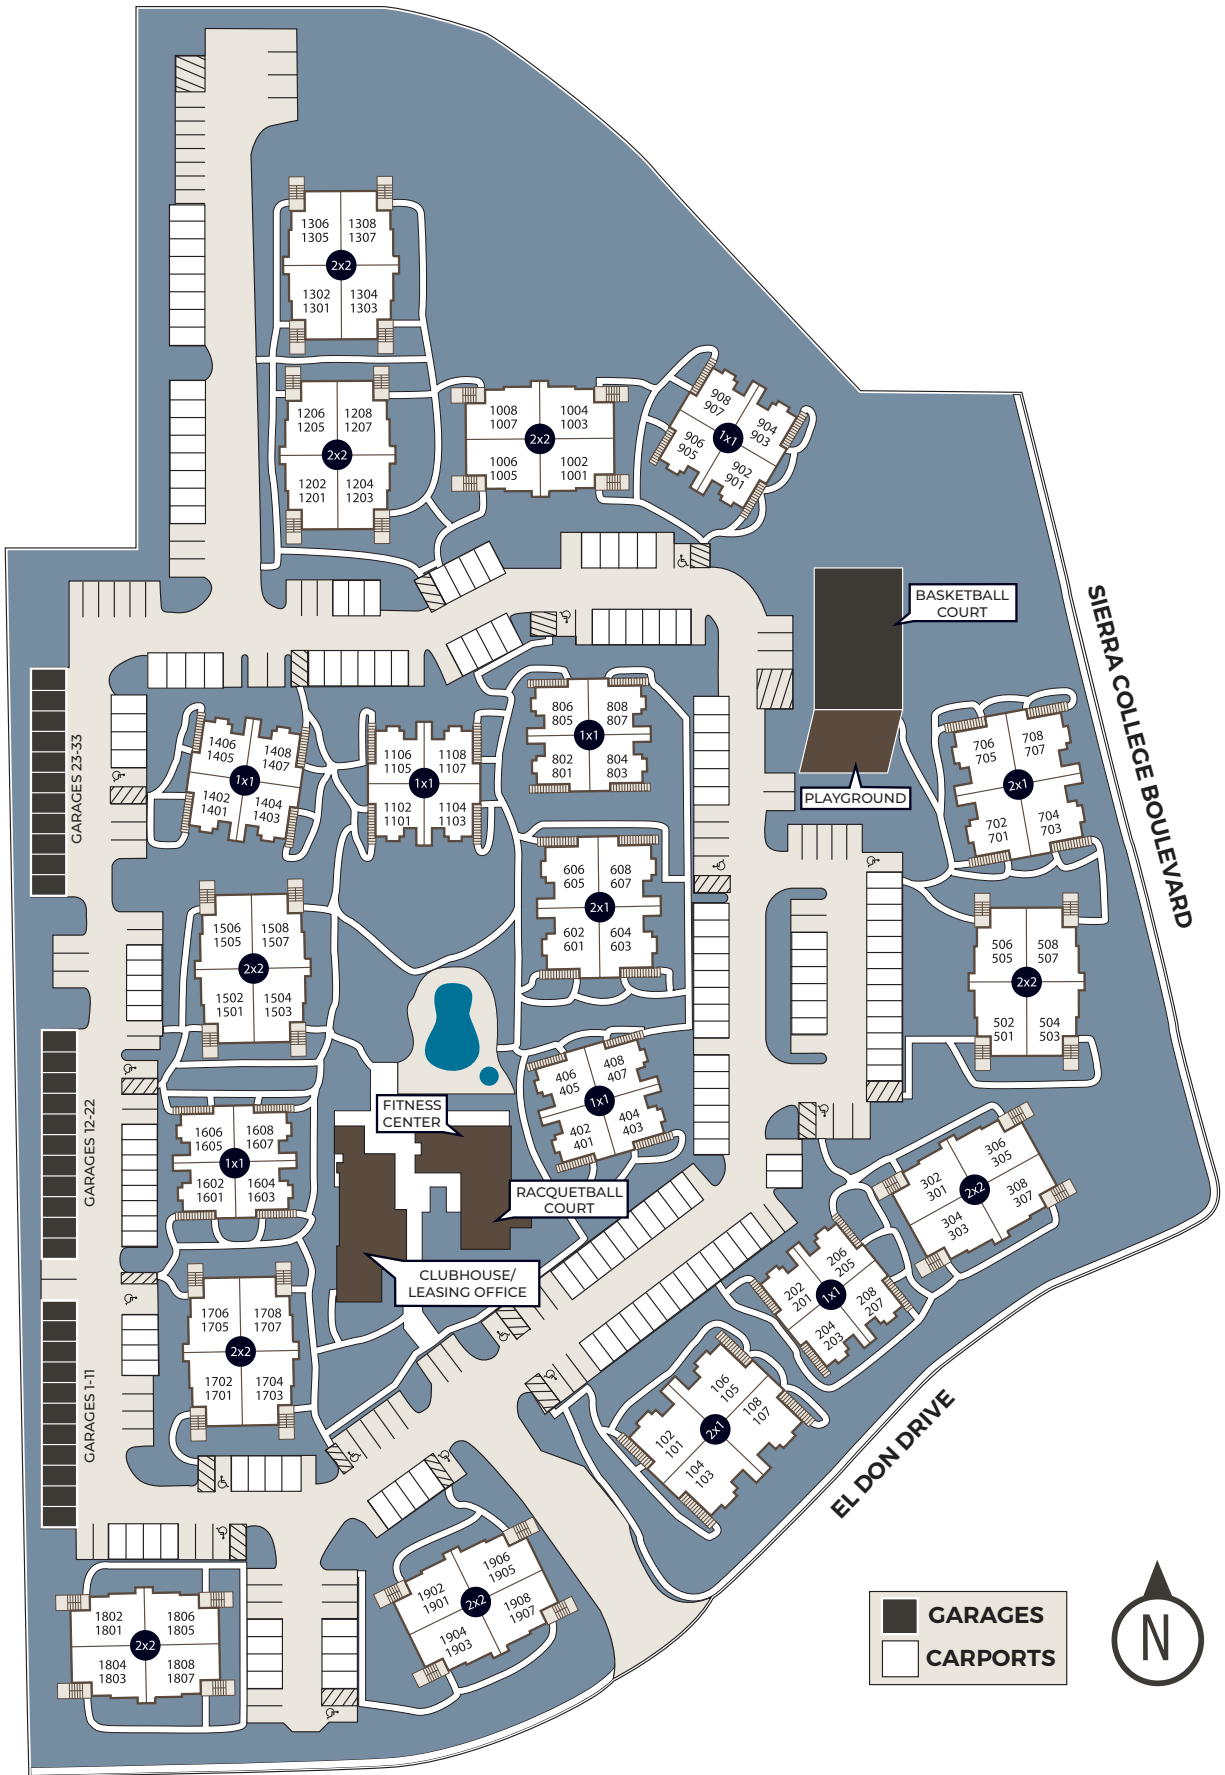 1306 1308
1305 1307
2x2
1302 1304
1301 1303
1206 1208
1205 1207
2x2
1202 1204
1201 1203
1008 1004
1007 1003
2x2
1006 1002
1005 1001
908
907
904
903
1x1
906
905
902
901
BASKETBALL
COURT
SIERRA COLLEGE BOULEVARD
PLAYGROUND
GARAGES 23-33
1406 1408
1405 1407
1x1
1402 1404
1401 1403
1106 1108
1105 1107
1x1
1102 1104
1101 1103
806 808
805 807
1x1
802 804
801 803
706 708
705 707
2x1
702 704
701 703
606 608
605 607
2x1
602 604
601 603
1506 1508
1505 1507
2x2
1502 1504
1501 1503
506 508
505 507
2x2
502 504
501 503
GARAGES 12-22
406 408
405 407
1x1
402 404
401 403
FITNESS
CENTER
1606 1608
1605 1607
1x1
1602 1604
1601 1603
RACQUETBALL
COURT
CLUBHOUSE/
LEASING OFFICE
306
305
302
301
2x2
308
307
304
303
206
205
202
201
1x1
208
207
204
203
GARAGES 1-11
1706 1708
1705 1707
2x2
1702 1704
1701 1703
106
105
108
107
2x1
102
101
104
103
EL DON DRIVE
1906
1905
1902
1901
2x2
1908
1907
1904
1903
1802 1806
1801 1805
2x2
1804 1808
1803 1807
GARAGES
CARPORTS
N